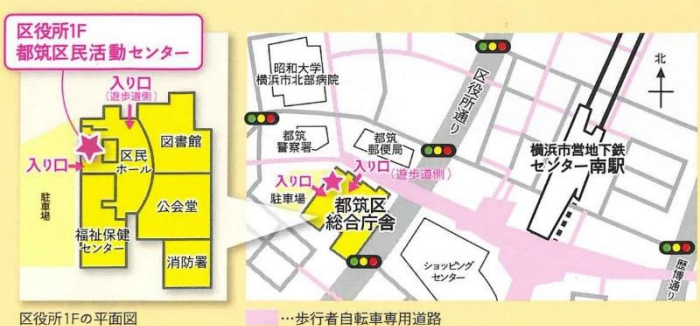 区役所1F
都筑区民活動センター
入り口
(遊歩道側)
図書館
入り口
区民
ホール
駐車場
公会堂
福祉保健
センター
消防署
区役所1Fの平面図
昭和大学
横浜市北部病院
区役所通り
北
都筑
警察署
都筑
郵便局
横浜市営地下鉄
センター南駅
入り口
(遊歩道側)
入り口
駐車場
都筑区
総合庁舎
ショッピング
センター
歴博通り
…歩行者自転車専用道路